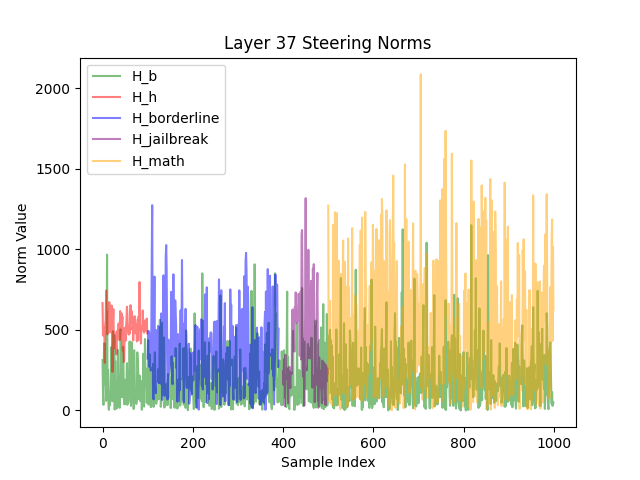 Layer 37 Steering Norms
H_b
H_h
H_borderline
H_jailbreak
H_math
Norm Value
2000
1500
1000
500
0
0 200 400 600 800 1000
Sample Index